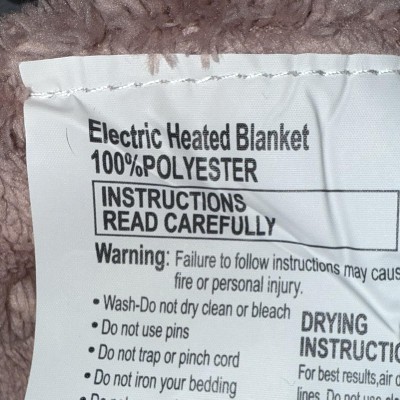 Electric Heated Blanket
100%POLYESTER
INSTRUCTIONS
READ CAREFULLY
Warning: Failure to follow instructions may
fire or personal injury.
• Wash-Do not dry clean or bleach
• Do not use pins
• Do not trap or pinch cord
• Do not iron your bedding
DRYING
For best results, air
lines. Do not use